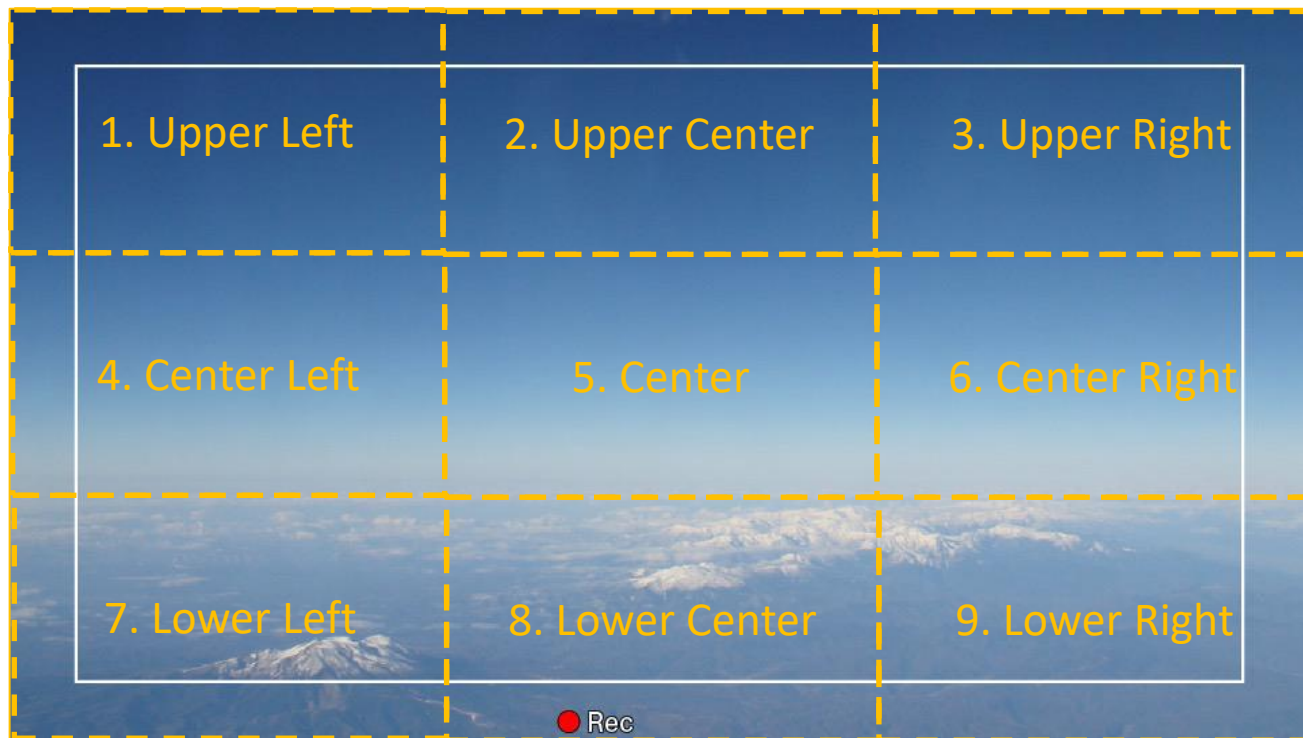 1. Upper Left
2. Upper Center
3. Upper Right
4. Center Left
5. Center
6. Center Right
7. Lower Left
8. Lower Center
9. Lower Right
Rec